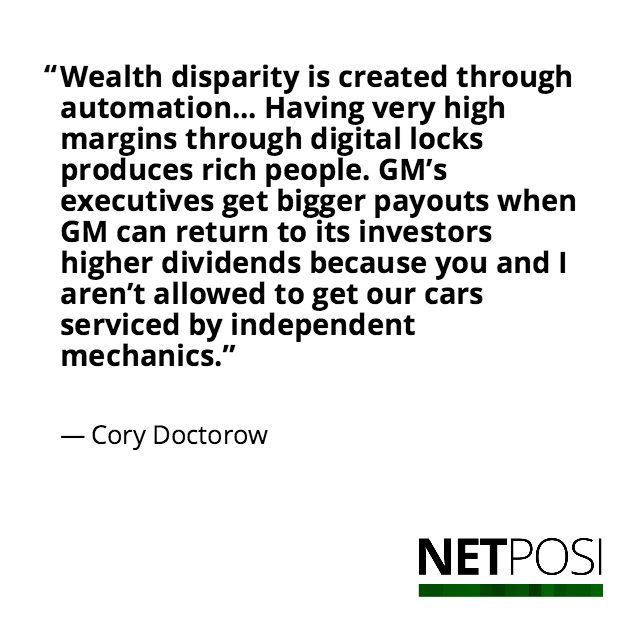 “Wealth disparity is created through
automation... Having very high
margins through digital locks
produces rich people. GM’s
executives get bigger payouts when
GM can return to its investors
higher dividends because you and I
aren’t allowed to get our cars
serviced by independent
mechanics.”
— Cory Doctorow
NETPOSI